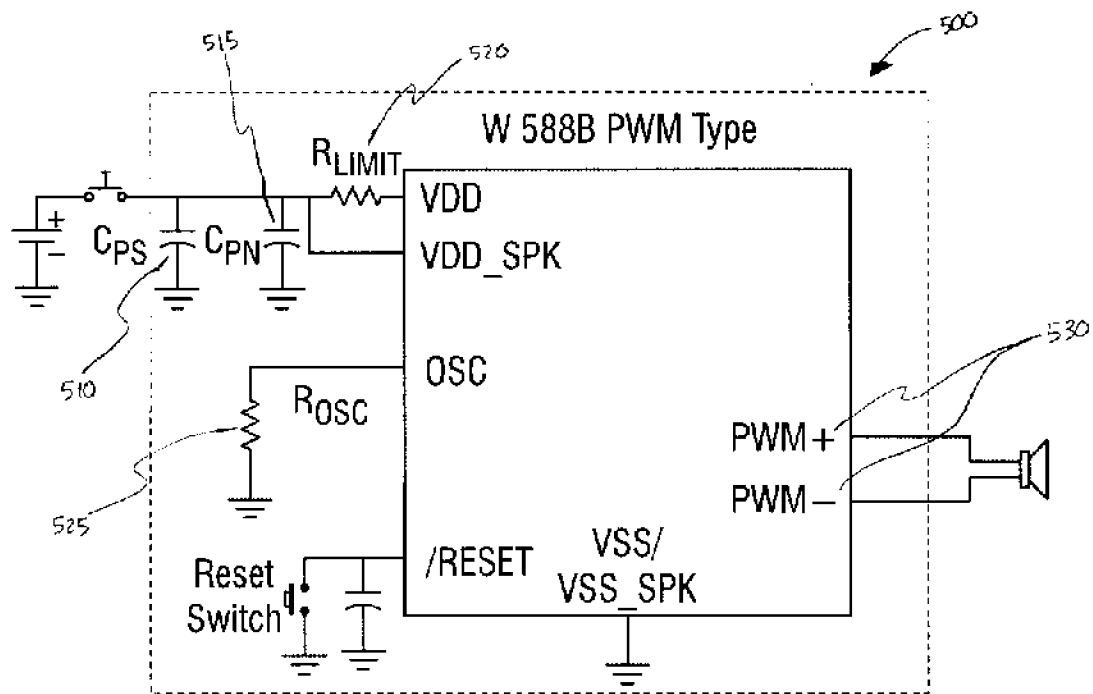 500
515
520
W 588B PWM Type
RLIMIT
VDD
+
-
CPS
CPN
VDD_SPK
510
OSC
530
ROSC
PWM+
PWM-
525
/RESET
VSS/
VSS_SPK
Reset
Switch